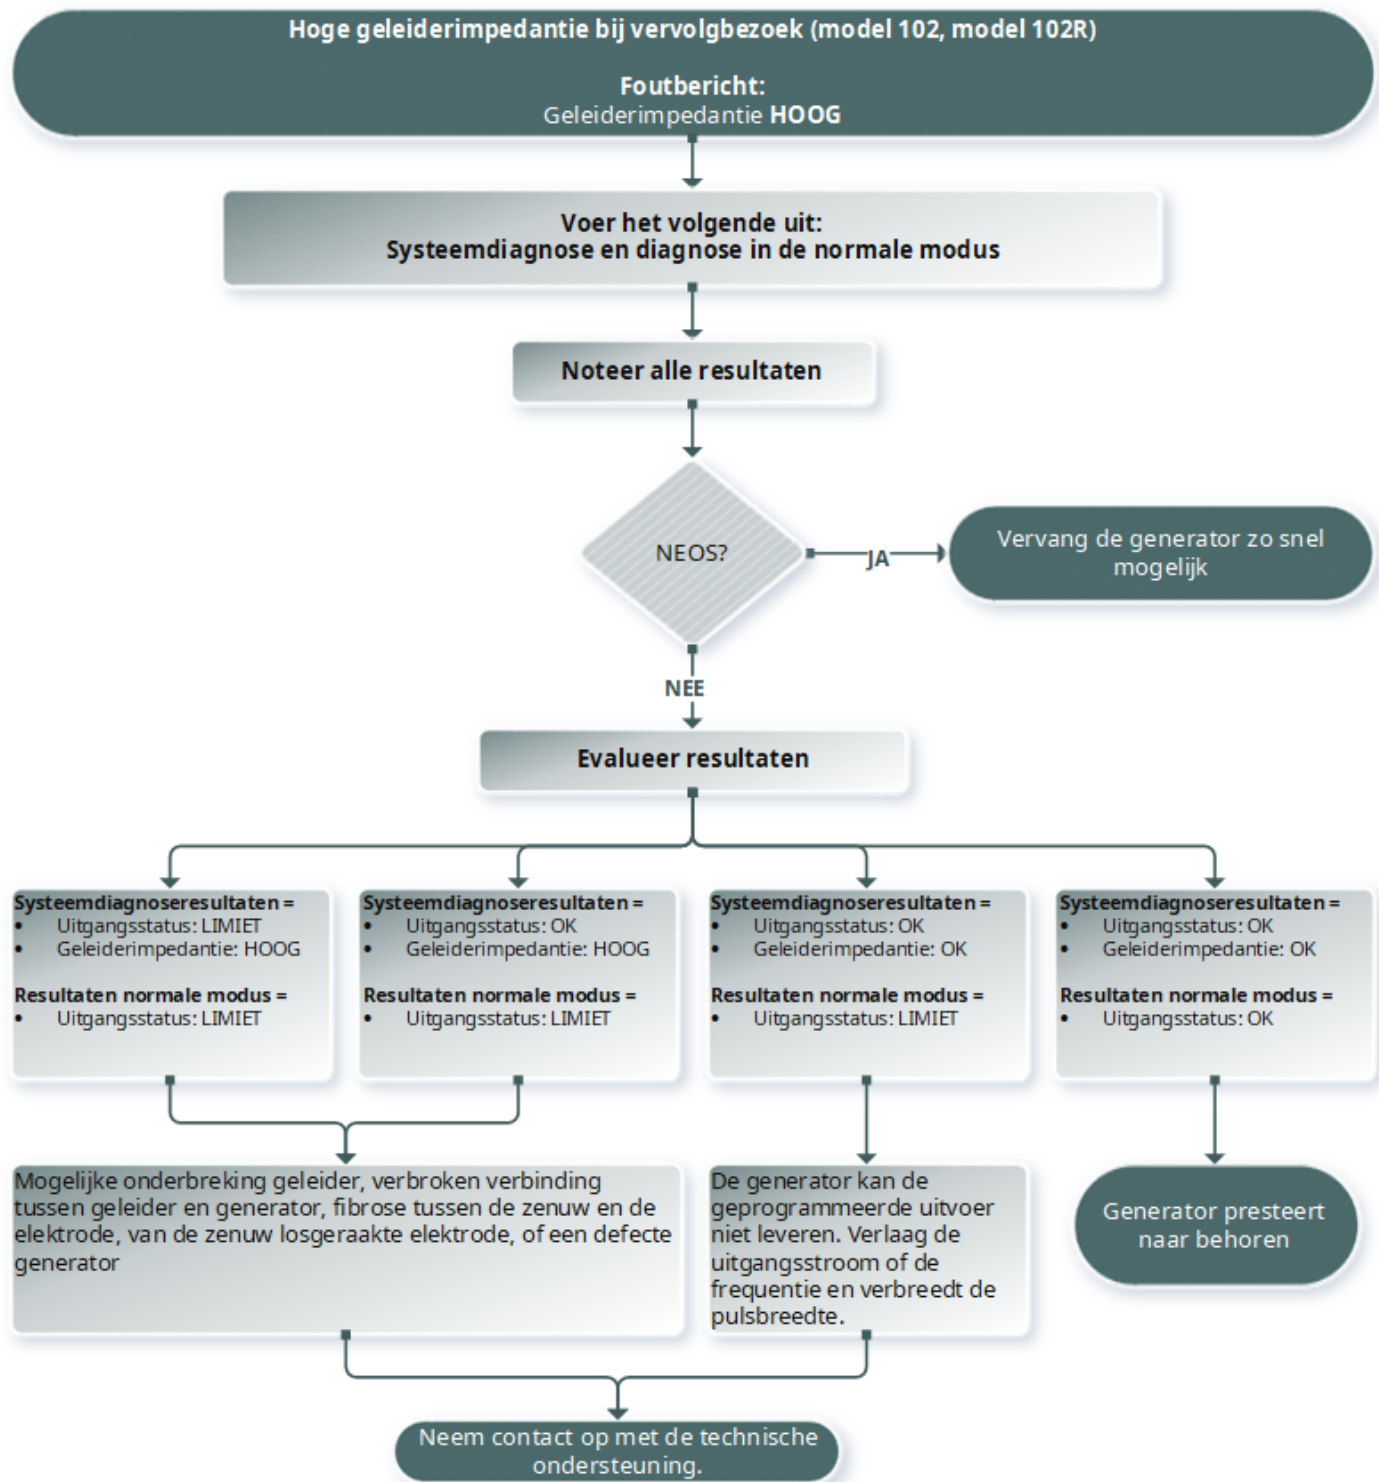 Hoge geleiderimpedantie bij vervolgbezoek (model 102, model 102R)
Foutbericht:
Geleiderimpedantie HOOG
Voer het volgende uit:
Systeemdiagnose en diagnose in de normale modus
Noteer alle resultaten
NEOS?
JA
Vervang de generator zo snel
mogelijk
NEE
Evalueer resultaten
Systeemdiagnoseresultaten =
• Uitgangsstatus: LIMIET
• Geleiderimpedantie: HOOG
Resultaten normale modus =
• Uitgangsstatus: LIMIET
Systeemdiagnoseresultaten =
• Uitgangsstatus: OK
• Geleiderimpedantie: HOOG
Resultaten normale modus =
• Uitgangsstatus: LIMIET
Systeemdiagnoseresultaten =
• Uitgangsstatus: OK
• Geleiderimpedantie: OK
Resultaten normale modus =
• Uitgangsstatus: LIMIET
Systeemdiagnoseresultaten =
• Uitgangsstatus: OK
• Geleiderimpedantie: OK
Resultaten normale modus =
• Uitgangsstatus: OK
Mogelijke onderbreking geleider, verbroken verbinding
tussen geleider en generator, fibrose tussen de zenuw en de
elektrode, van de zenuw losgeraakte elektrode, of een defecte
generator
De generator kan de
geprogrammeerde uitvoer
niet leveren. Verlaag de
uitgangsstroom of de
frequentie en verbreedt de
pulsbreedte.
Generator presteert
naar behoren
Neem contact op met de technische
ondersteuning.